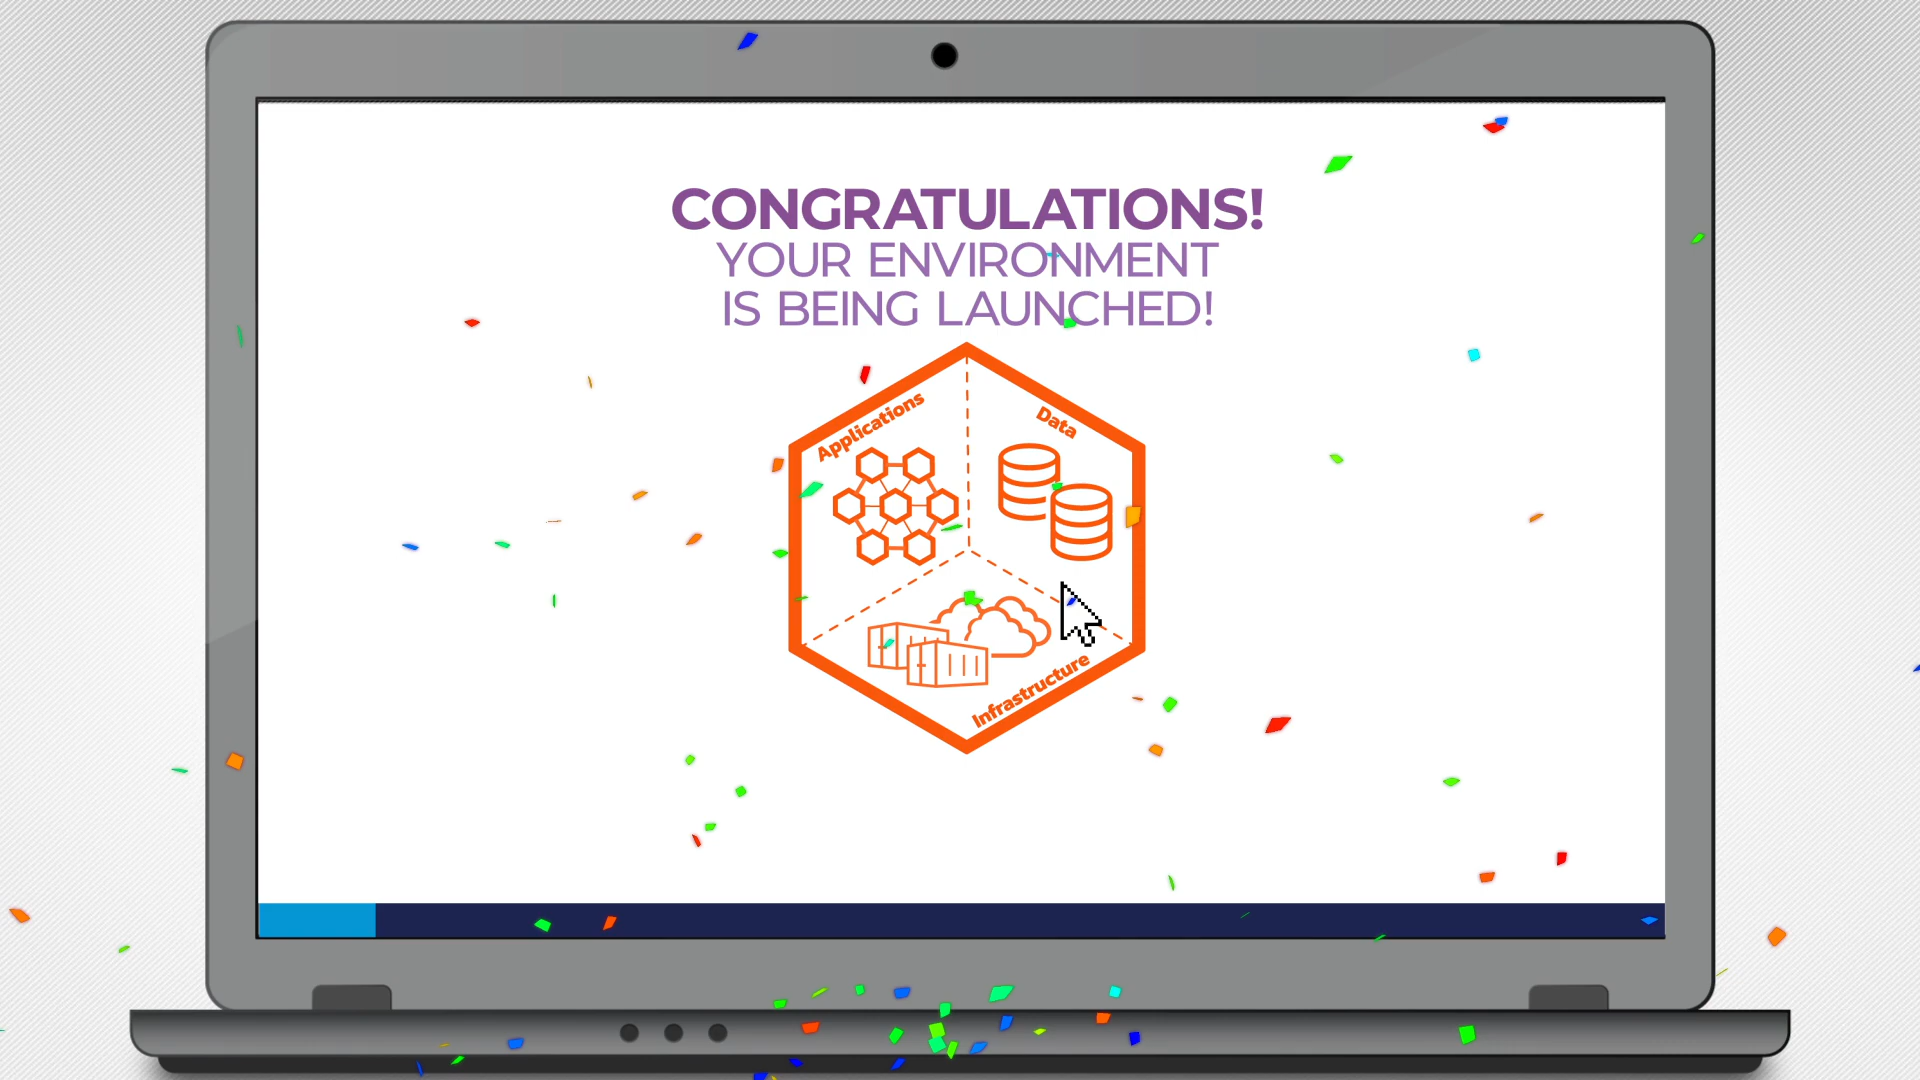 CONGRATULATIONS!
YOUR ENVIRONMENT
IS BEING LAUNCHED!
Applications
Data
Infrastructure